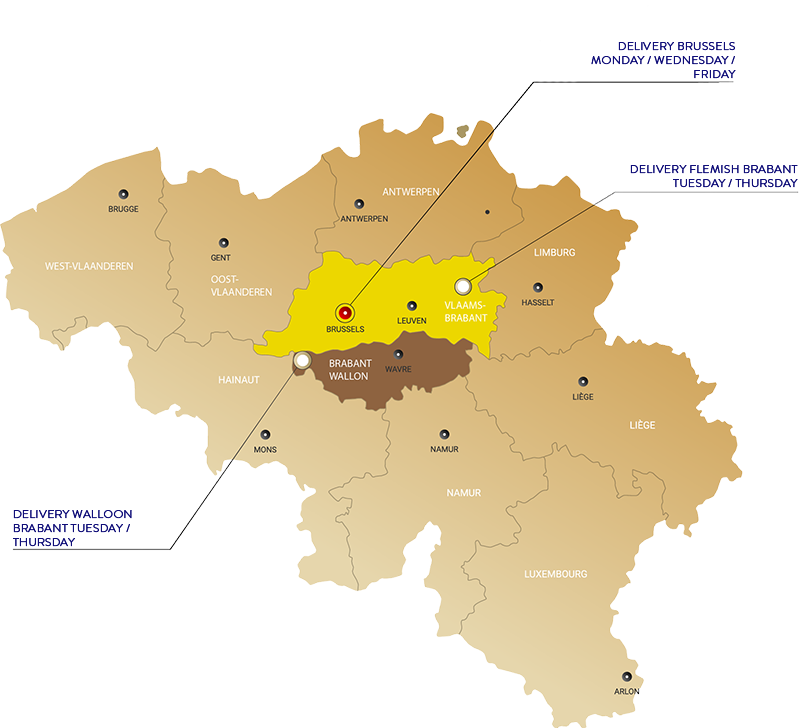 DELIVERY BRUSSELS
MONDAY / WEDNESDAY /
FRIDAY
DELIVERY FLEMISH BRABANT
TUESDAY / THURSDAY
ANTWERPEN
BRUGGE
ANTWERPEN
GENT
LIMBURG
WEST-VLAANDEREN
OOST-
VLAANDEREN
HASSELT
VLAAMS-
BRABANT
LEUVEN
BRUSSELS
BRABANT
WALLON
WAVRE
HAINAUT
LIÈGE
LIÈGE
MONS
NAMUR
NAMUR
DELIVERY WALLOON
BRABANT TUESDAY /
THURSDAY
LUXEMBOURG
ARLON